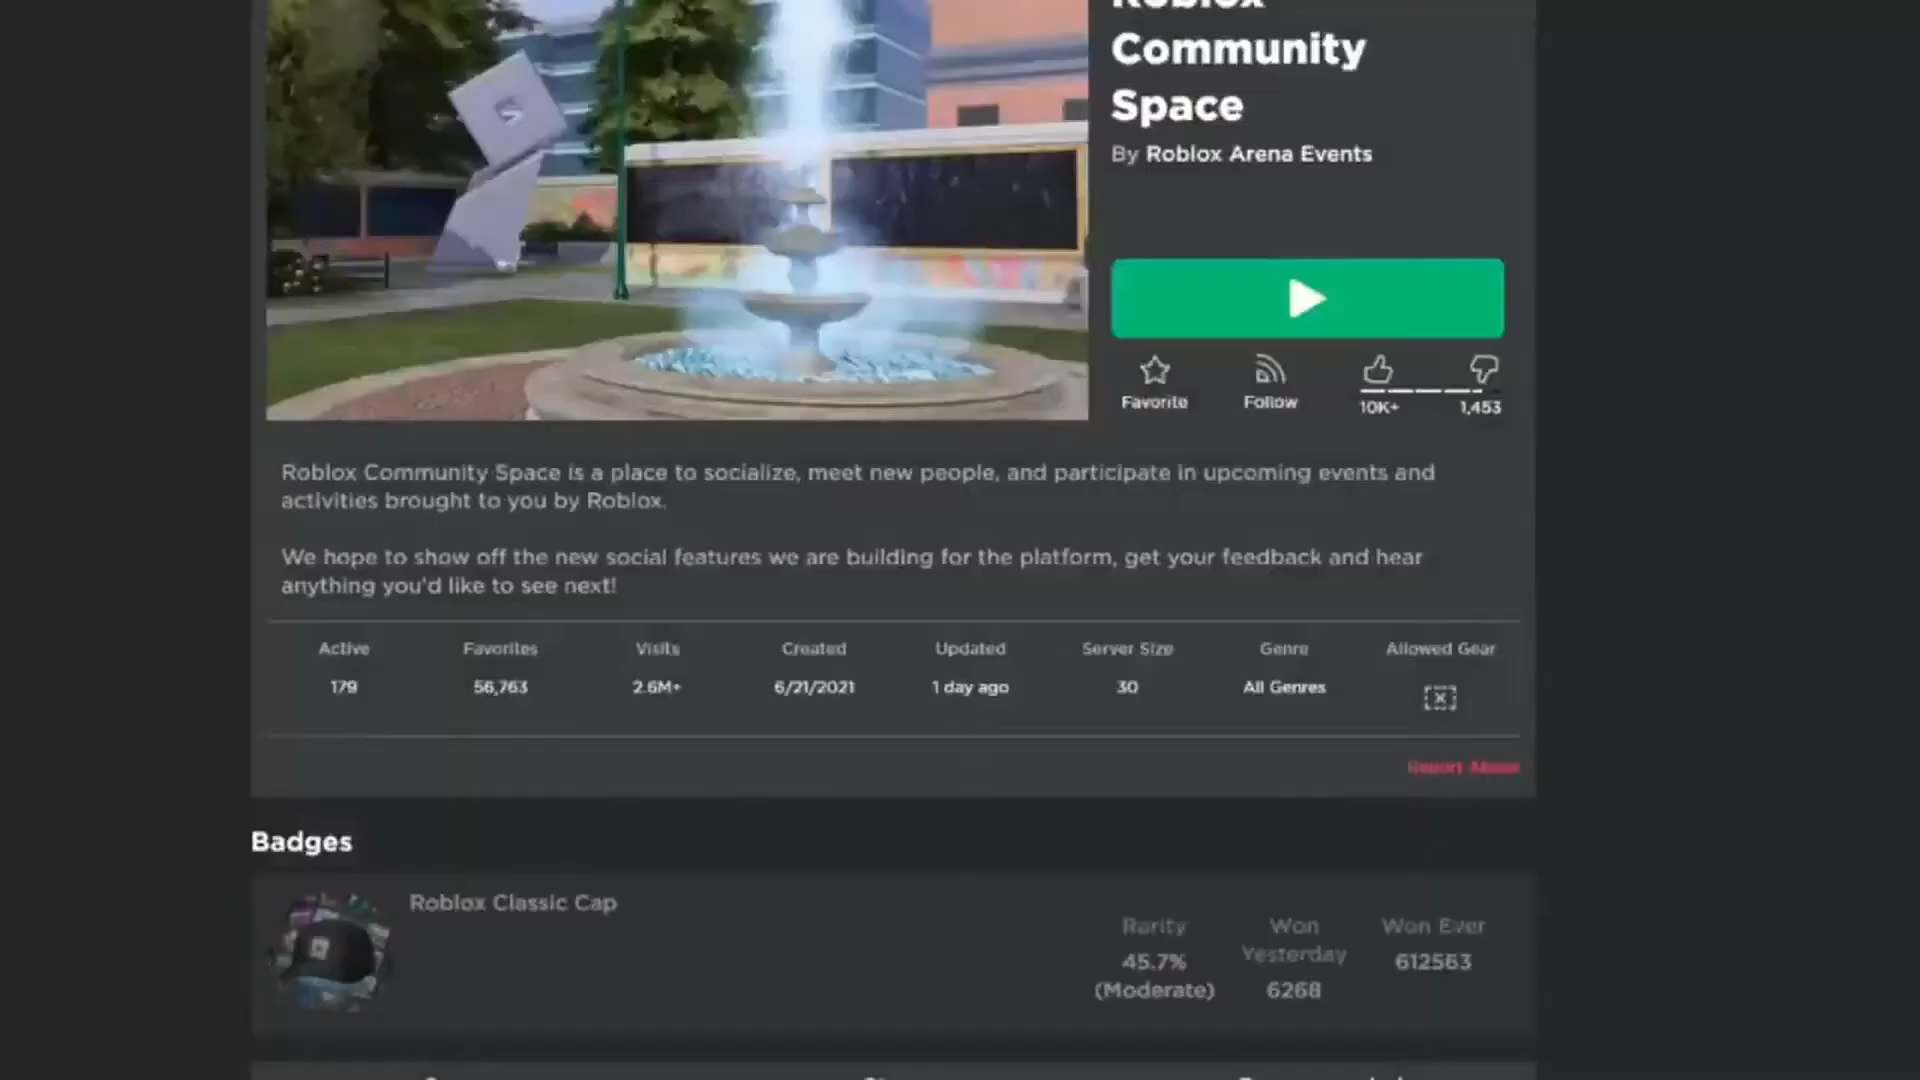 Roblox
Community
Space
By Roblox Arena Events
Favorite
Follow
10K+
1,453
Roblox Community Space is a place to socialize, meet new people, and participate in upcoming events and
activities brought to you by Roblox.
We hope to show off the new social features we are building for the platform, get your feedback and hear
anything you'd like to see next!
Active Favorites Visits Created Updated Server Size Genre Allowed Gear
179 56,763 2.6M+ 6/21/2021 1 day ago 30 All Genres
Report Abuse
Badges
Roblox Classic Cap
Rarity
45.7%
(Moderate)
Won
Yesterday
6268
Won Ever
612563